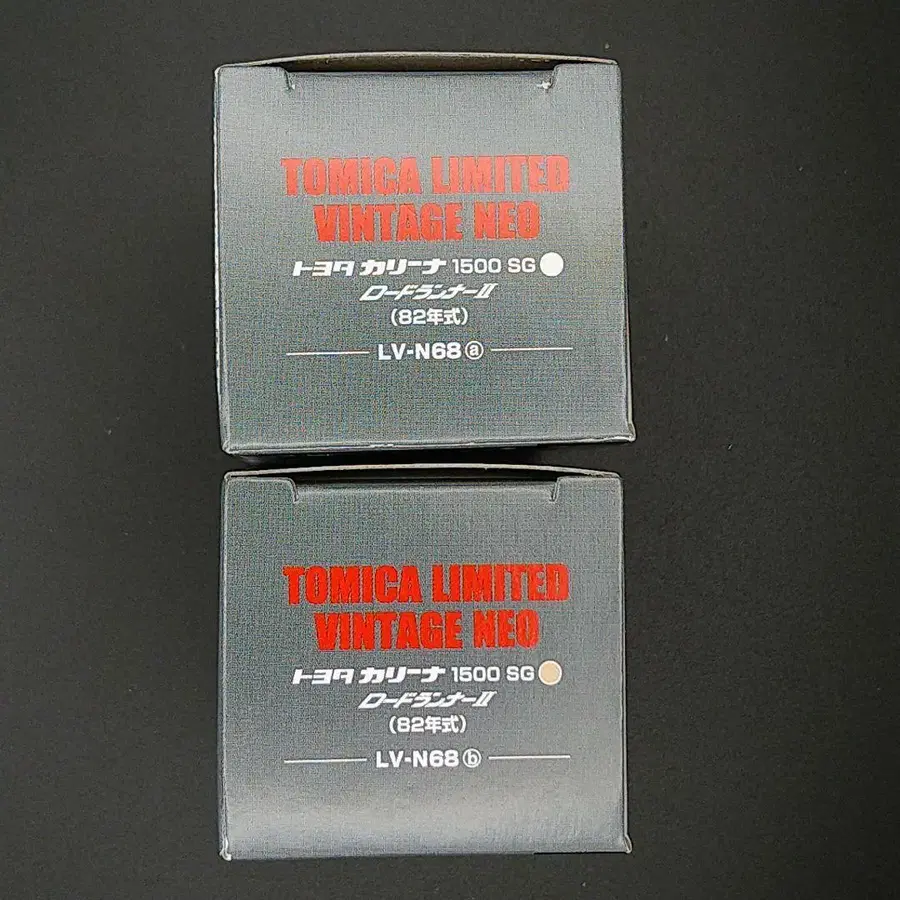 TOMICA LIMITED
VINTAGE NEO
トヨタ カリーナ 1500 SG
ロードランナーⅡ
(82年式)
LV-N68 ⓐ
TOMICA LIMITED
VINTAGE NEO
トヨタ カリーナ 1500 SG
ロードランナーⅡ
(82年式)
LV-N68 ⓑ